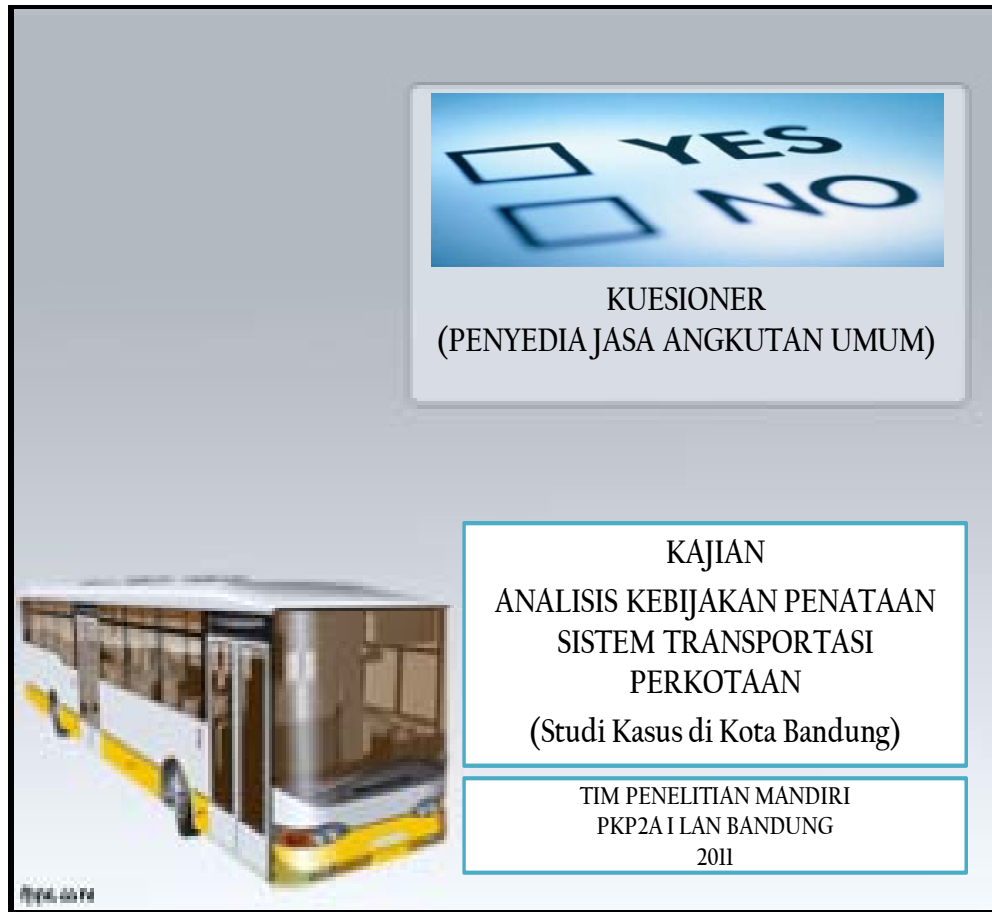 YES
NO
KUESIONER
(PENYEDIA JASA ANGKUTAN UMUM)
KAJIAN
ANALISIS KEBIJAKAN PENATAAN
SISTEM TRANSPORTASI
PERKOTAAN
(Studi Kasus di Kota Bandung)
TIM PENELITIAN MANDIRI
PKP2A I LAN BANDUNG
2011